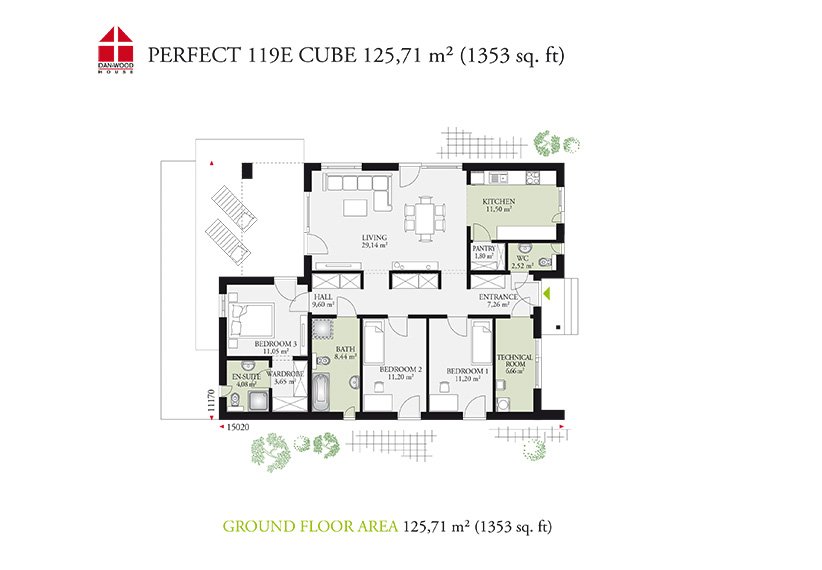 DAN-WOOD
HOUSE
PERFECT 119E CUBE 125,71 m² (1353 sq. ft)
KITCHEN
11,50 m²
LIVING
29,14 m²
PANTRY
1,80 m²
WC
2,52 m²
HALL
9,60 m²
ENTRANCE
7,26 m²
BEDROOM 3
11,05 m²
BATH
8,44 m²
BEDROOM 2
11,20 m²
BEDROOM 1
11,20 m²
TECHNICAL
ROOM
6,66 m²
EN-SUITE
4,08 m²
WARDROBE
3,65 m²
11170
15020
GROUND FLOOR AREA 125,71 m² (1353 sq. ft)